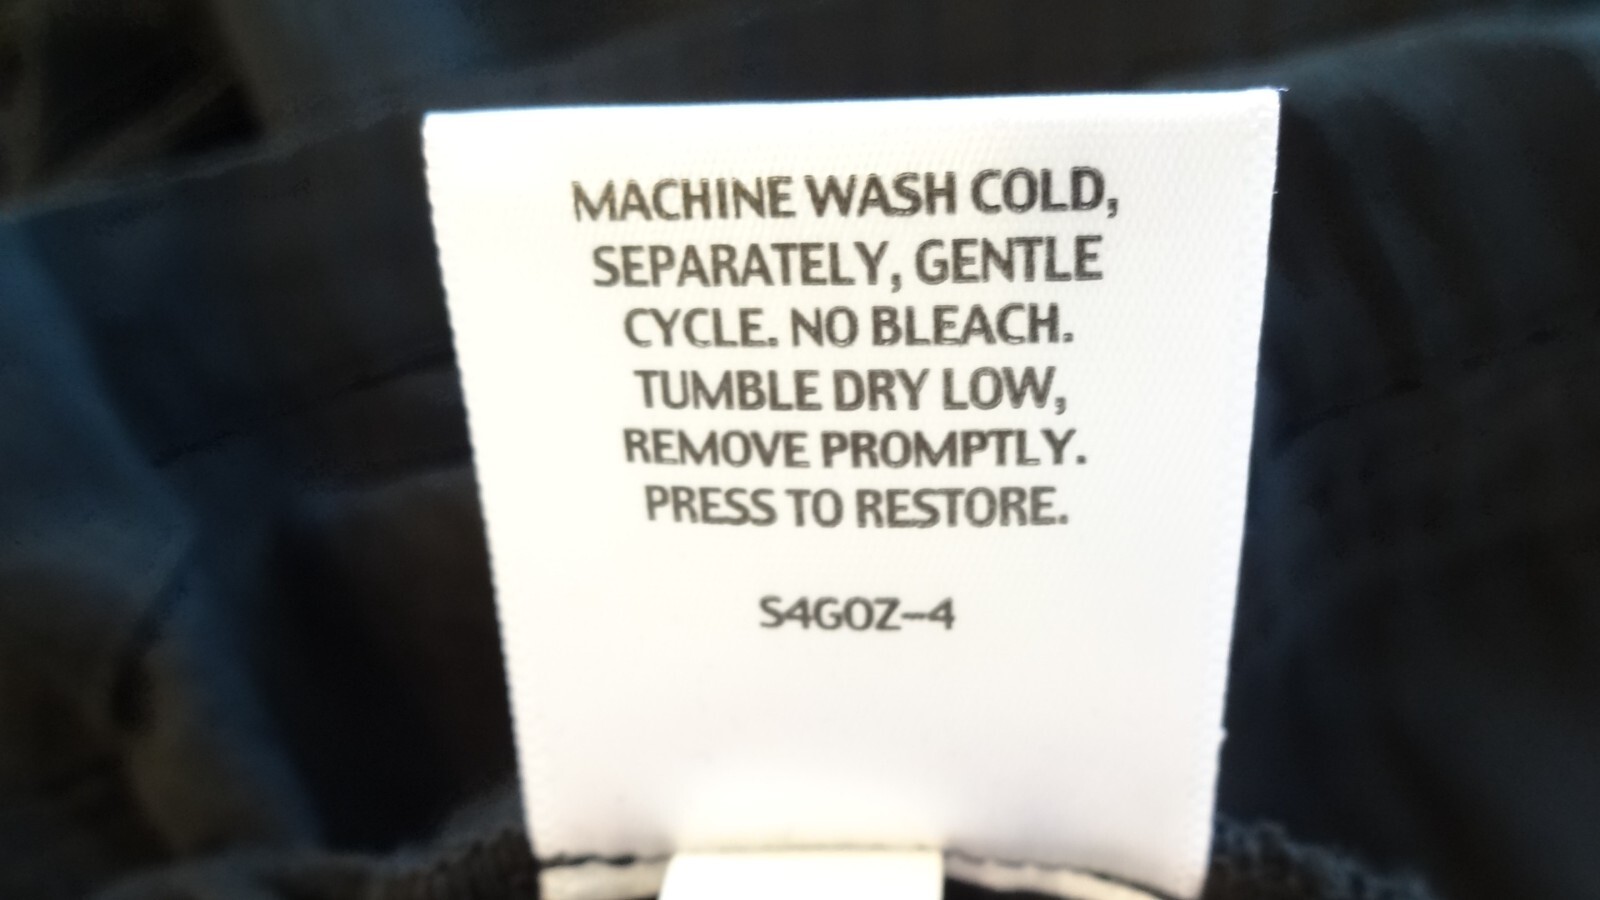 MACHINE WASH COLD,
SEPARATELY, GENTLE
CYCLE. NO BLEACH.
TUMBLE DRY LOW,
REMOVE PROMPTLY.
PRESS TO RESTORE.
S4GOZ-4